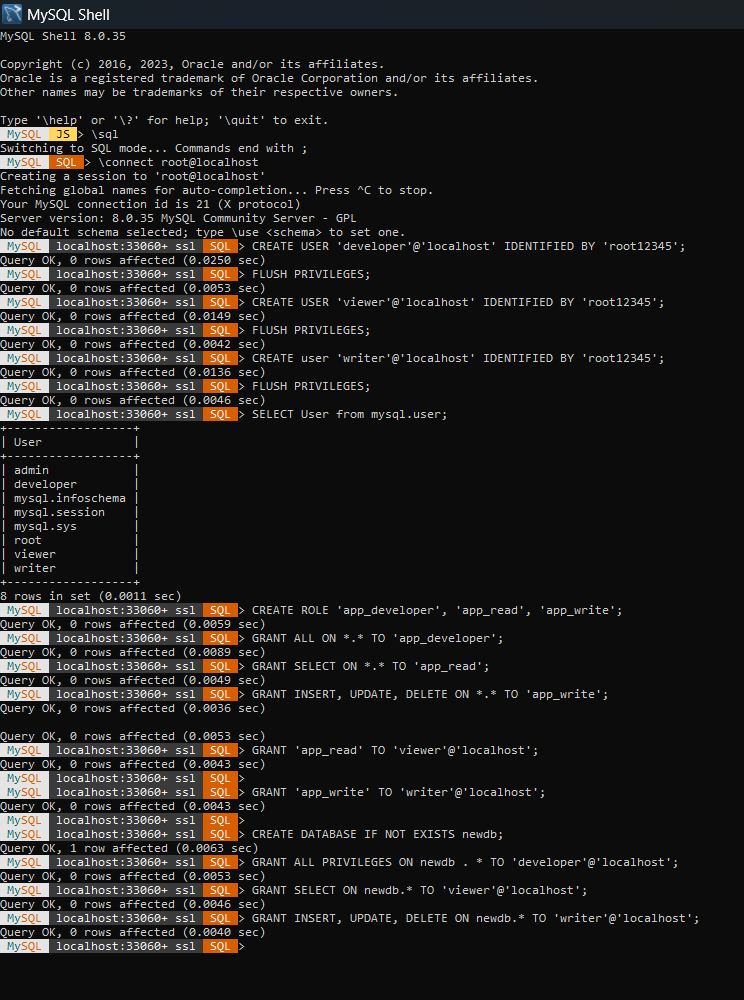 MySQL Shell
MySQL Shell 8.0.35
Copyright (c) 2016, 2023, Oracle and/or its affiliates.
Oracle is a registered trademark of Oracle Corporation and/or its affiliates.
Other names may be trademarks of their respective owners.
Type '\help' or '\?' for help; '\quit' to exit.
MySQL JS > \sql
Switching to SQL mode... Commands end with ;
MySQL SQL > \connect root@localhost
Creating a session to 'root@localhost'
Fetching global names for auto-completion... Press ^C to stop.
Your MySQL connection id is 21 (X protocol)
Server version: 8.0.35 MySQL Community Server - GPL
No default schema selected; type \use <schema> to set one.
MySQL localhost:33060+ ssl SQL > CREATE USER 'developer'@'localhost' IDENTIFIED BY 'root12345';
Query OK, 0 rows affected (0.0250 sec)
MySQL localhost:33060+ ssl SQL > FLUSH PRIVILEGES;
Query OK, 0 rows affected (0.0053 sec)
MySQL localhost:33060+ ssl SQL > CREATE USER 'viewer'@'localhost' IDENTIFIED BY 'root12345';
Query OK, 0 rows affected (0.0149 sec)
MySQL localhost:33060+ ssl SQL > FLUSH PRIVILEGES;
Query OK, 0 rows affected (0.0042 sec)
MySQL localhost:33060+ ssl SQL > CREATE user 'writer'@'localhost' IDENTIFIED BY 'root12345';
Query OK, 0 rows affected (0.0136 sec)
MySQL localhost:33060+ ssl SQL > FLUSH PRIVILEGES;
Query OK, 0 rows affected (0.0046 sec)
MySQL localhost:33060+ ssl SQL > SELECT User from mysql.user;
+------------------+
| User             |
+------------------+
| admin            |
| developer        |
| mysql.infoschema |
| mysql.session    |
| mysql.sys        |
| root             |
| viewer           |
| writer           |
+------------------+
8 rows in set (0.0011 sec)
MySQL localhost:33060+ ssl SQL > CREATE ROLE 'app_developer', 'app_read', 'app_write';
Query OK, 0 rows affected (0.0059 sec)
MySQL localhost:33060+ ssl SQL > GRANT ALL ON *.* TO 'app_developer';
Query OK, 0 rows affected (0.0089 sec)
MySQL localhost:33060+ ssl SQL > GRANT SELECT ON *.* TO 'app_read';
Query OK, 0 rows affected (0.0049 sec)
MySQL localhost:33060+ ssl SQL > GRANT INSERT, UPDATE, DELETE ON *.* TO 'app_write';
Query OK, 0 rows affected (0.0036 sec)
Query OK, 0 rows affected (0.0053 sec)
MySQL localhost:33060+ ssl SQL > GRANT 'app_read' TO 'viewer'@'localhost';
Query OK, 0 rows affected (0.0043 sec)
MySQL localhost:33060+ ssl SQL >
MySQL localhost:33060+ ssl SQL > GRANT 'app_write' TO 'writer'@'localhost';
Query OK, 0 rows affected (0.0043 sec)
MySQL localhost:33060+ ssl SQL >
MySQL localhost:33060+ ssl SQL > CREATE DATABASE IF NOT EXISTS newdb;
Query OK, 1 row affected (0.0063 sec)
MySQL localhost:33060+ ssl SQL > GRANT ALL PRIVILEGES ON newdb . * TO 'developer'@'localhost';
Query OK, 0 rows affected (0.0053 sec)
MySQL localhost:33060+ ssl SQL > GRANT SELECT ON newdb.* TO 'viewer'@'localhost';
Query OK, 0 rows affected (0.0046 sec)
MySQL localhost:33060+ ssl SQL > GRANT INSERT, UPDATE, DELETE ON newdb.* TO 'writer'@'localhost';
Query OK, 0 rows affected (0.0040 sec)
MySQL localhost:33060+ ssl SQL >